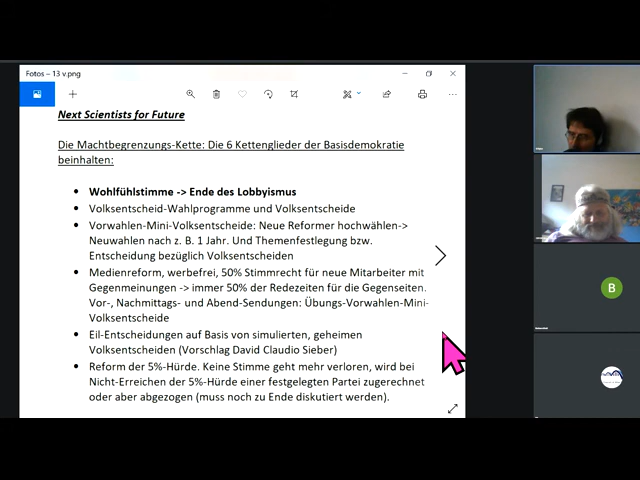 Fotos – 13 v.png
Next Scientists for Future
Die Machtbegrenzungs-Kette: Die 6 Kettenglieder der Basisdemokratie
beinhalten:
Wohlfühlstimme -> Ende des Lobbyismus
Volksentscheid-Wahlprogramme und Volksentscheide
Vorwahlen-Mini-Volksentscheide: Neue Reformer hochwählen->
Neuwahlen nach z. B. 1 Jahr. Und Themenfestlegung bzw.
Entscheidung bezüglich Volksentscheiden
Medienreform, werbefrei, 50% Stimmrecht für neue Mitarbeiter mit
Gegenmeinungen -> immer 50% der Redezeiten für die Gegenseiten.
Vor-, Nachmittags- und Abend-Sendungen: Übungs-Vorwahlen-Mini-
Volksentscheide
Eil-Entscheidungen auf Basis von simulierten, geheimen
Volksentscheiden (Vorschlag David Claudio Sieber)
Reform der 5%-Hürde. Keine Stimme geht mehr verloren, wird bei
Nicht-Erreichen der 5%-Hürde einer festgelegten Partei zugerechnet
oder aber abgezogen (muss noch zu Ende diskutiert werden).
B